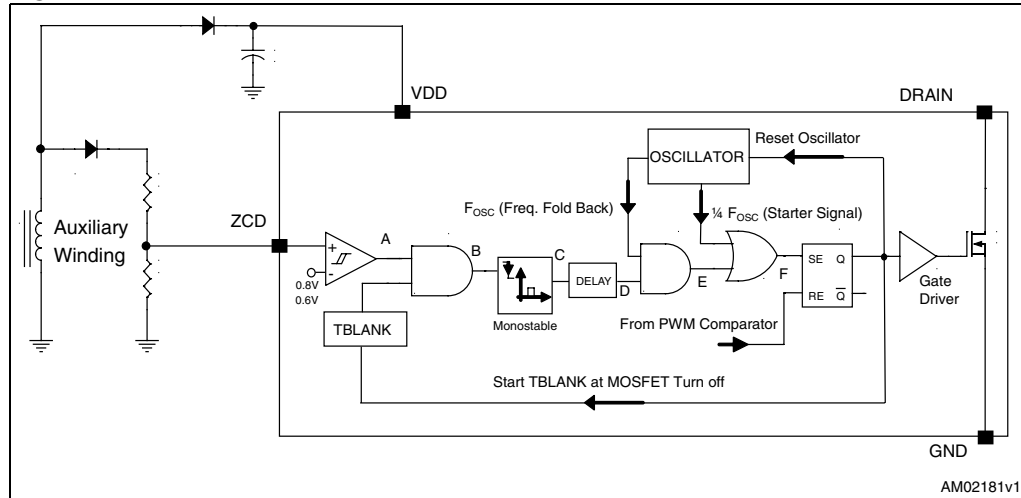 VDD
DRAIN
Reset Oscillator
OSCILLATOR
FOSC (Freq. Fold Back)
¼ FOSC (Starter Signal)
Auxiliary
Winding
ZCD
+
-
0.8V
0.6V
A
B
C
D
E
F
TBLANK
Monostable
DELAY
SE Q
RE Q̅
Gate
Driver
From PWM Comparator
Start TBLANK at MOSFET Turn off
GND
AM02181v1